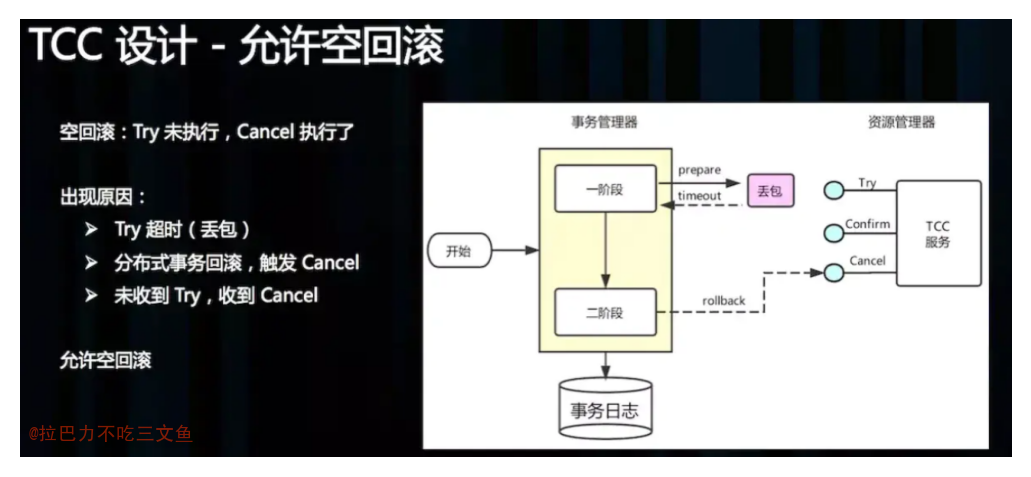 TCC 设计 - 允许空回滚
空回滚：Try 未执行，Cancel 执行了
出现原因：
➤ Try 超时（丢包）
➤ 分布式事务回滚，触发 Cancel
➤ 未收到 Try，收到 Cancel
允许空回滚
@拉巴力不吃三文鱼
事务管理器
资源管理器
一阶段
prepare
timeout
丢包
Try
Confirm
Cancel
TCC
服务
开始
二阶段
rollback
事务日志